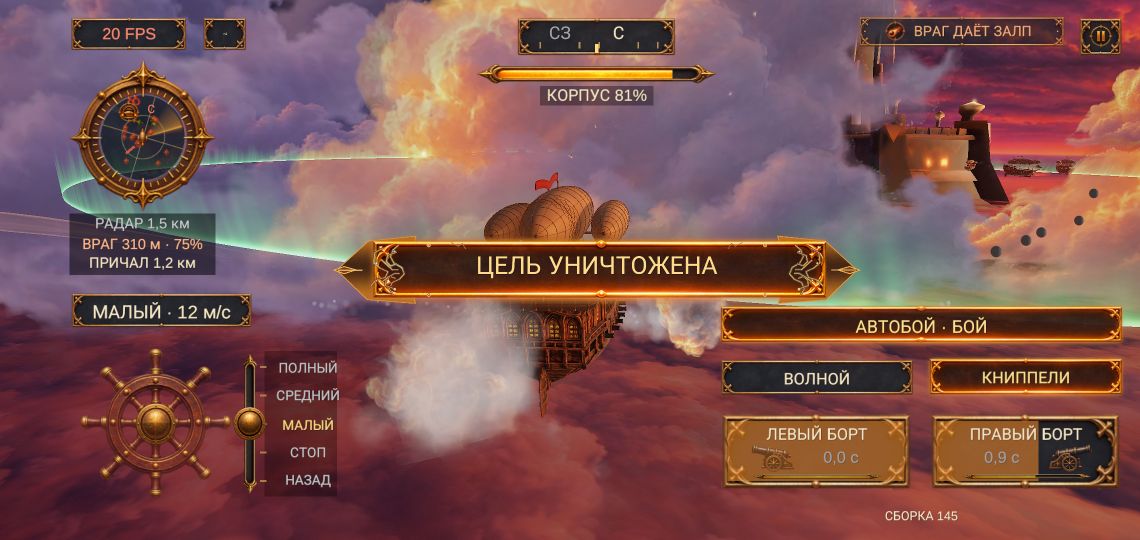 20 FPS
СЗ С
ВРАГ ДАЁТ ЗАЛП
КОРПУС 81%
С
РАДАР 1,5 км
ВРАГ 310 м · 75%
ПРИЧАЛ 1,2 км
МАЛЫЙ · 12 м/с
ЦЕЛЬ УНИЧТОЖЕНА
ПОЛНЫЙ
СРЕДНИЙ
МАЛЫЙ
СТОП
НАЗАД
АВТОБОЙ · БОЙ
ВОЛНОЙ
КНИППЕЛИ
ЛЕВЫЙ БОРТ
0,0 с
ПРАВЫЙ БОРТ
0,9 с
СБОРКА 145